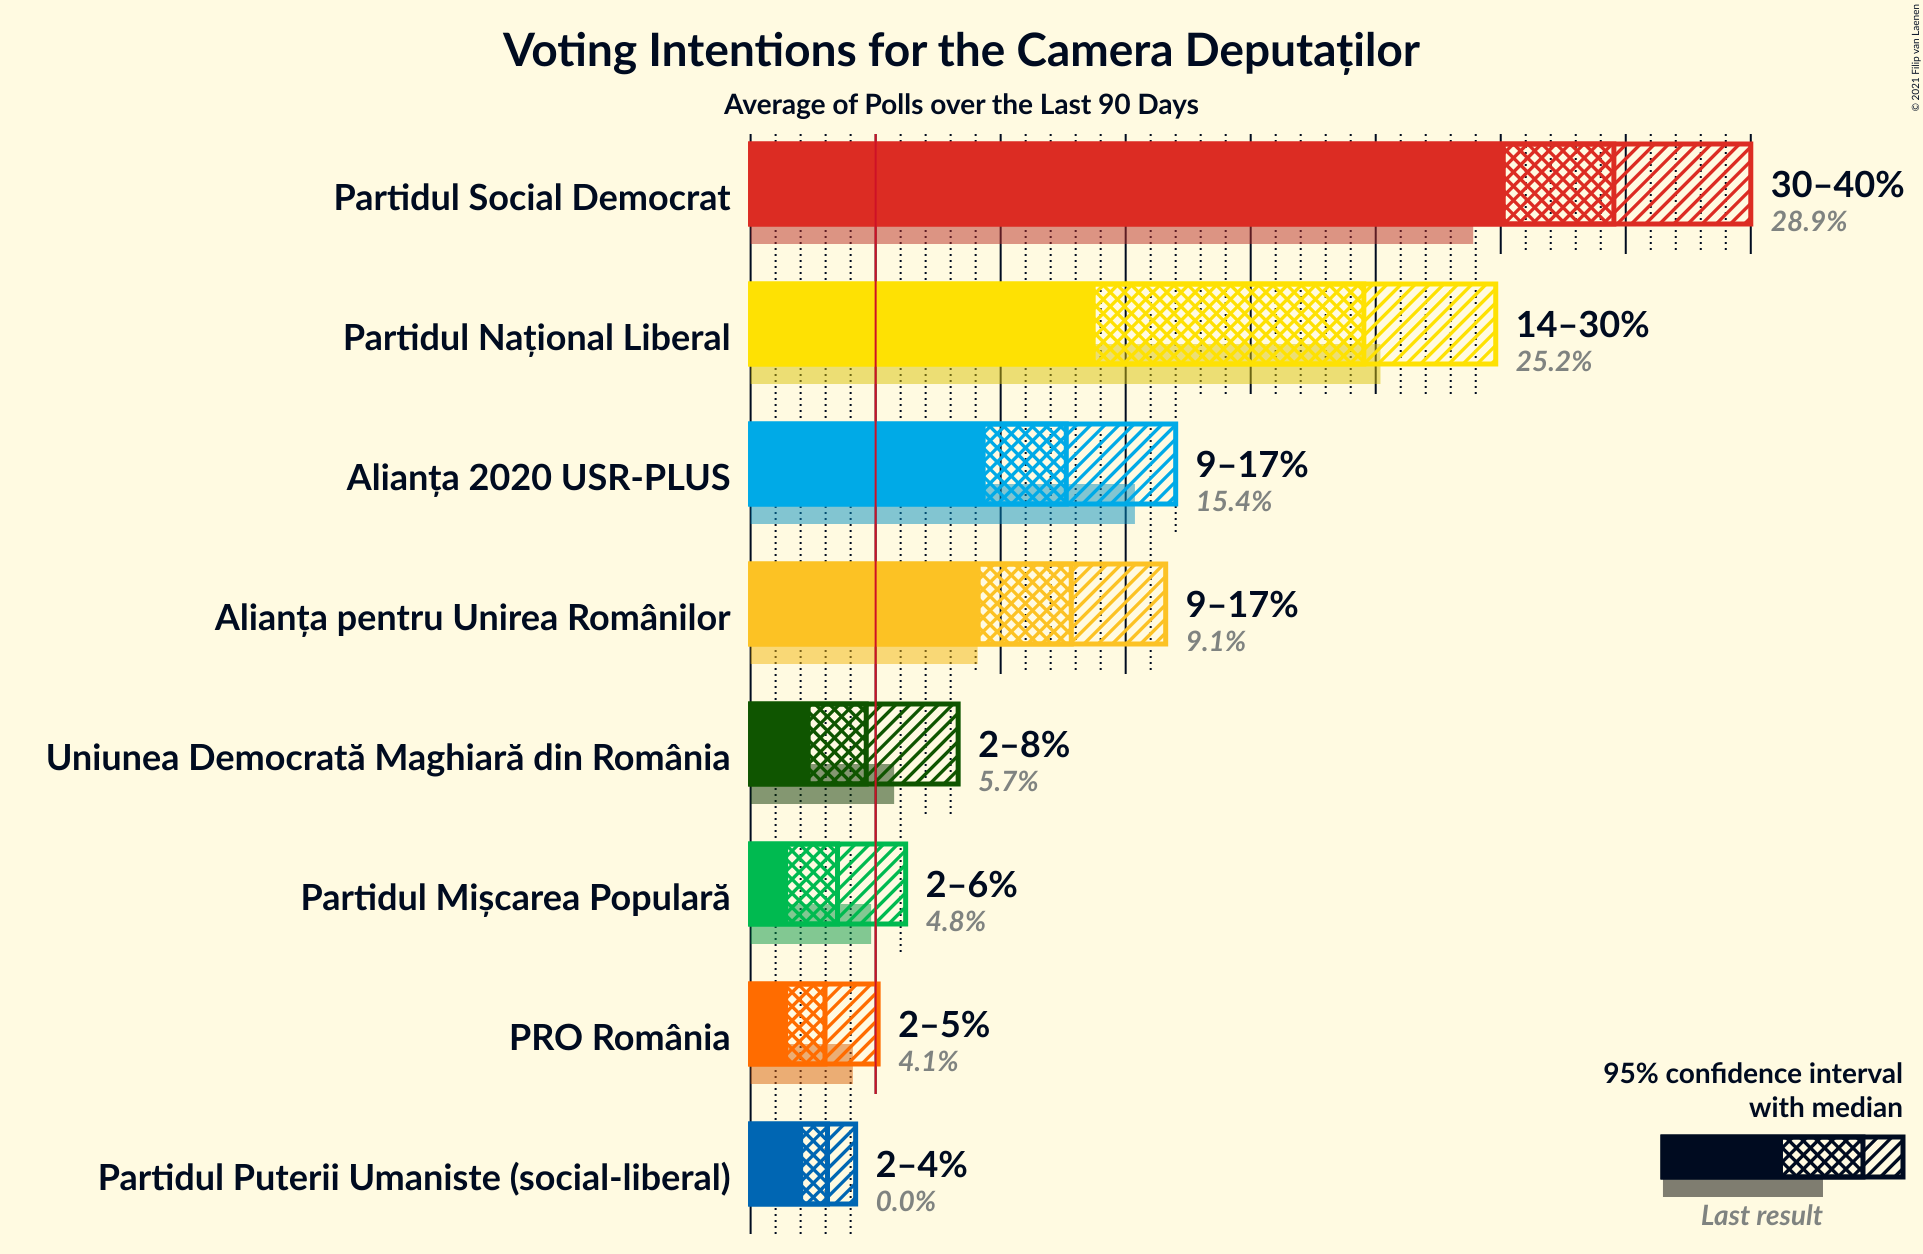 Voting Intentions for the Camera Deputaților
Average of Polls over the Last 90 Days
© 2021 Filip van Laenen
Partidul Social Democrat
30–40%
28.9%
Partidul Național Liberal
14–30%
25.2%
Alianța 2020 USR-PLUS
9–17%
15.4%
Alianța pentru Unirea Românilor
9–17%
9.1%
Uniunea Democrată Maghiară din România
2–8%
5.7%
Partidul Mișcarea Populară
2–6%
4.8%
PRO România
2–5%
4.1%
Partidul Puterii Umaniste (social-liberal)
2–4%
0.0%
95% confidence interval
with median
Last result